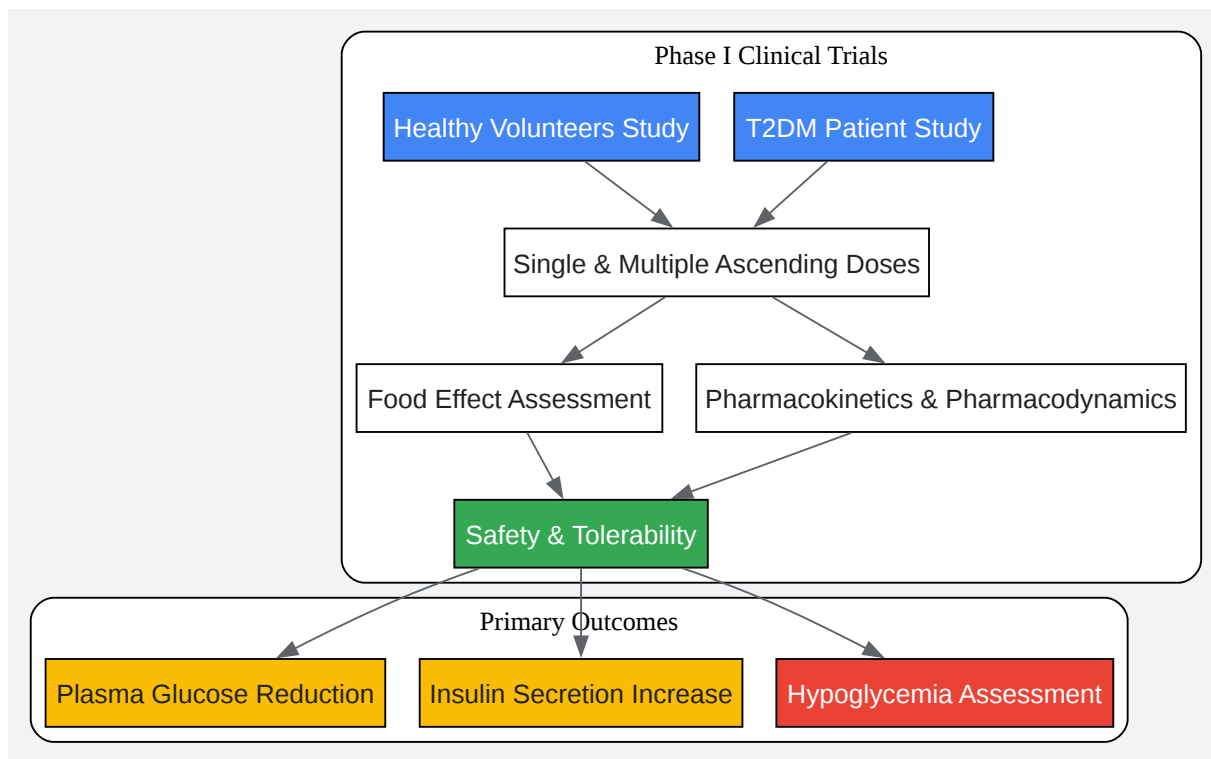 Phase I Clinical Trials
Healthy Volunteers Study
T2DM Patient Study
Single & Multiple Ascending Doses
Food Effect Assessment
Pharmacokinetics & Pharmacodynamics
Safety & Tolerability
Primary Outcomes
Plasma Glucose Reduction
Insulin Secretion Increase
Hypoglycemia Assessment